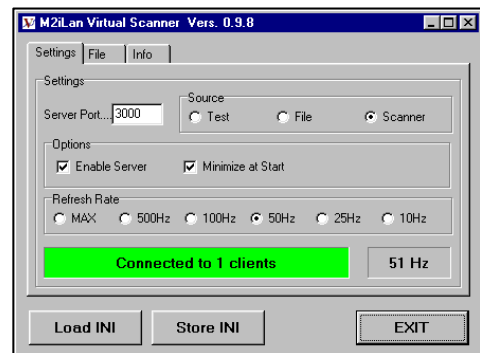 M2iLan Virtual Scanner Vers. 0.9.8
Settings File Info
Settings
Server Port.... 3000
Source
Test File Scanner
Options
Enable Server Minimize at Start
Refresh Rate
MAX 500Hz 100Hz 50Hz 25Hz 10Hz
Connected to 1 clients 51 Hz
Load INI Store INI EXIT